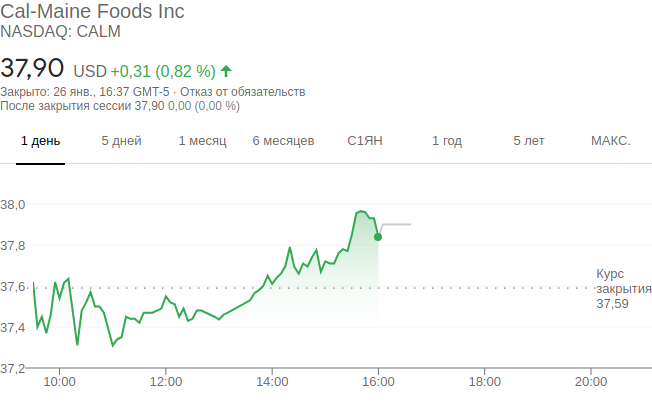 Cal-Maine Foods Inc
NASDAQ: CALM
37,90 USD +0,31 (0,82 %)
Закрыто: 26 янв., 16:37 GMT-5 · Отказ от обязательств
После закрытия сессии 37,90 0,00 (0,00 %)
1 день 5 дней 1 месяц 6 месяцев С1ЯН 1 год 5 лет МАКС.
38,0
37,8
37,6
37,4
37,2
Курс
закрытия
37,59
10:00 12:00 14:00 16:00 18:00 20:00